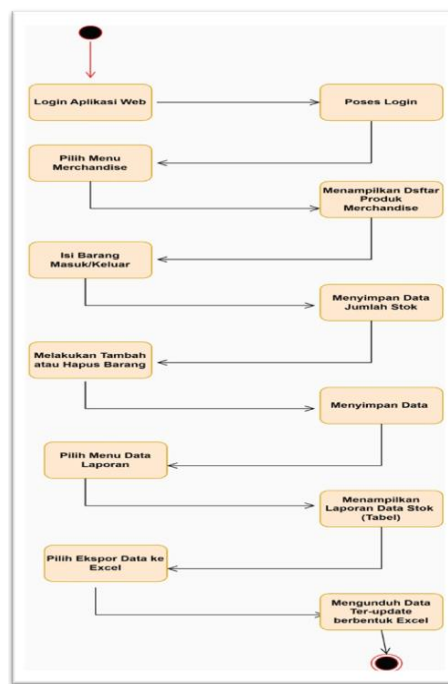 Login Aplikasi Web
Poses Login
Pilih Menu
Merchandise
Menampilkan Dsftar
Produk
Merchandise
Isi Barang
Masuk/Keluar
Menyimpan Data
Jumlah Stok
Melakukan Tambah
atau Hapus Barang
Menyimpan Data
Pilih Menu Data
Laporan
Menampilkan
Laporan Data Stok
(Tabel)
Pilih Ekspor Data ke
Excel
Mengunduh Data
Ter-update
berbentuk Excel